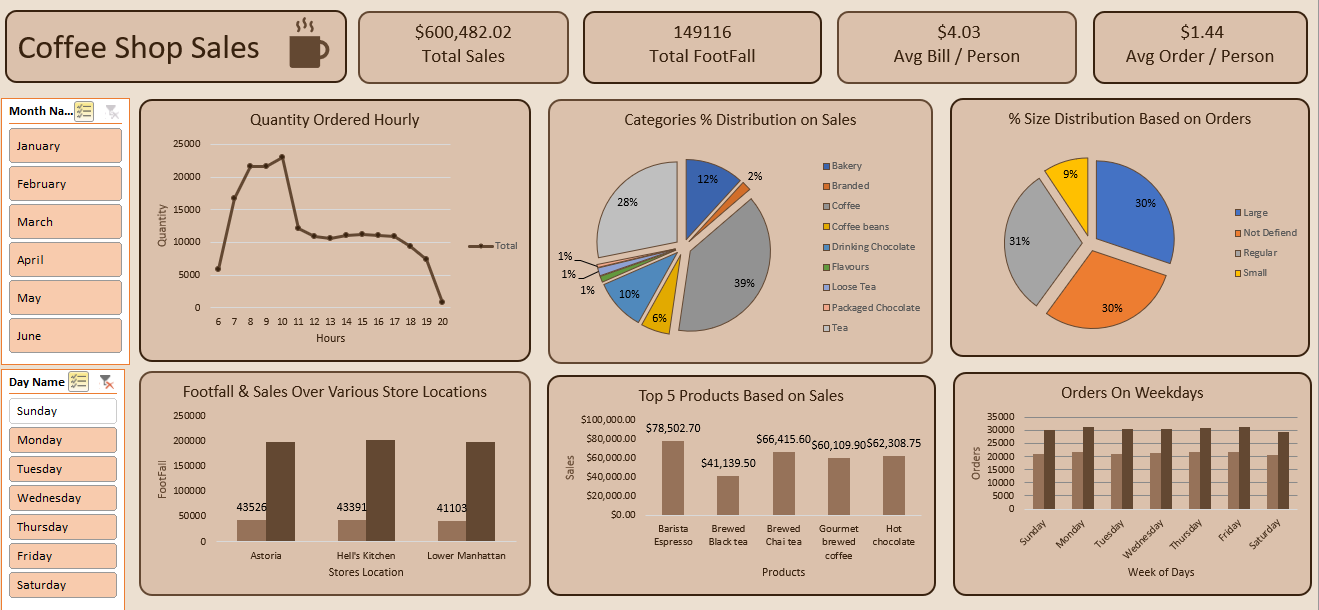 Coffee Shop Sales
$600,482.02
Total Sales
149116
Total FootFall
$4.03
Avg Bill / Person
$1.44
Avg Order / Person
Month Na...
January
February
March
April
May
June
Day Name
Sunday
Monday
Tuesday
Wednesday
Thursday
Friday
Saturday
Quantity Ordered Hourly
25000
20000
15000
10000
5000
0
Quantity
6 7 8 9 10 11 12 13 14 15 16 17 18 19 20
Hours
Total
Categories % Distribution on Sales
12%
2%
39%
6%
10%
1%
1%
1%
28%
Bakery
Branded
Coffee
Coffee beans
Drinking Chocolate
Flavours
Loose Tea
Packaged Chocolate
Tea
% Size Distribution Based on Orders
30%
30%
31%
9%
Large
Not Defiend
Regular
Small
Footfall & Sales Over Various Store Locations
250000
200000
150000
100000
50000
0
FootFall
43526
43391
41103
Astoria
Hell's Kitchen
Lower Manhattan
Stores Location
Top 5 Products Based on Sales
$100,000.00
$80,000.00
$60,000.00
$40,000.00
$20,000.00
$0.00
Sales
$78,502.70
$41,139.50
$66,415.60
$60,109.90
$62,308.75
Barista
Espresso
Brewed
Black tea
Brewed
Chai tea
Gourmet
brewed
coffee
Hot
chocolate
Products
Orders On Weekdays
35000
30000
25000
20000
15000
10000
5000
0
Orders
Sunday
Monday
Tuesday
Wednesday
Thursday
Friday
Saturday
Week of Days